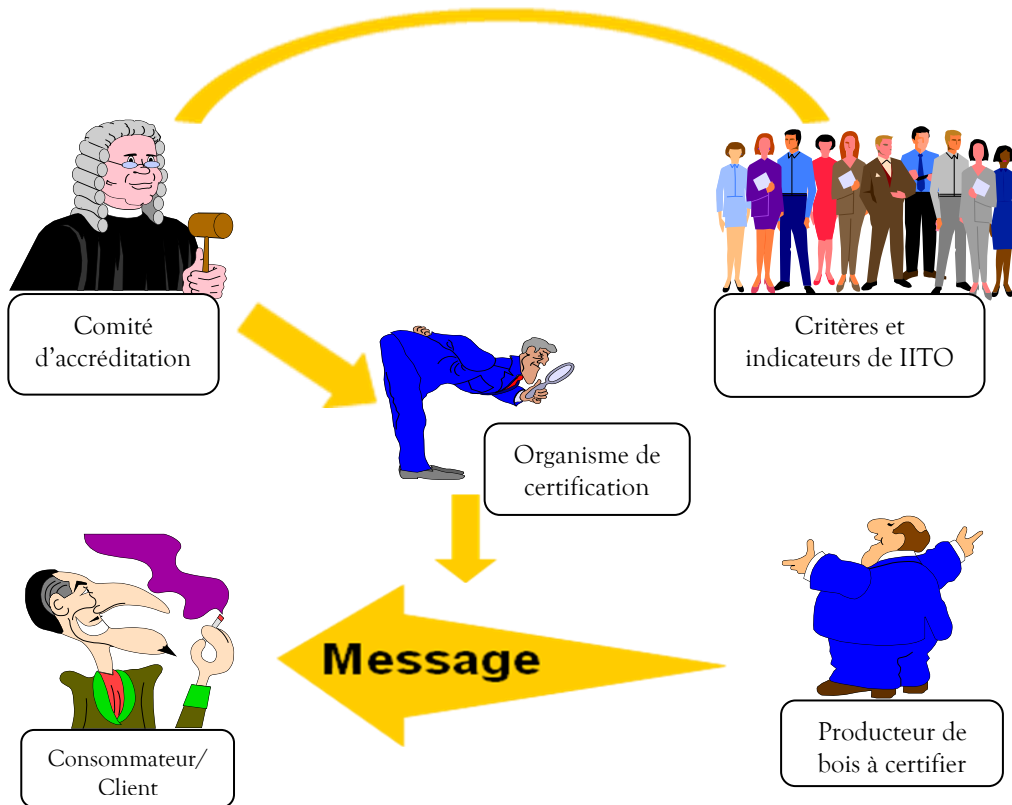 Comité
d’accréditation
Critères et
indicateurs de IITO
Organisme de
certification
Message
Consommateur/
Client
Producteur de
bois à certifier